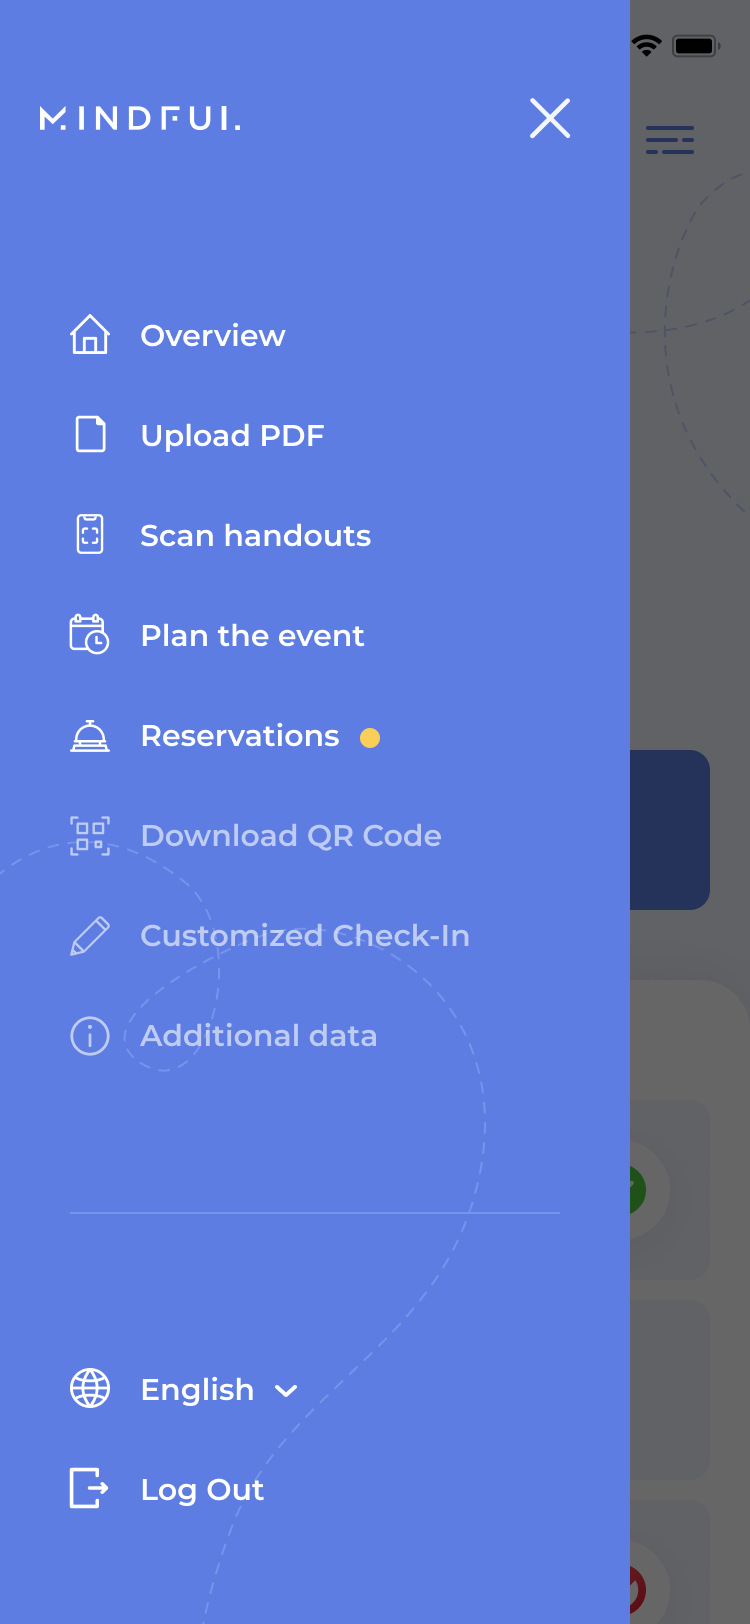 MINDFUL.
Overview
Upload PDF
Scan handouts
Plan the event
Reservations
Download QR Code
Customized Check-In
Additional data
English
Log Out